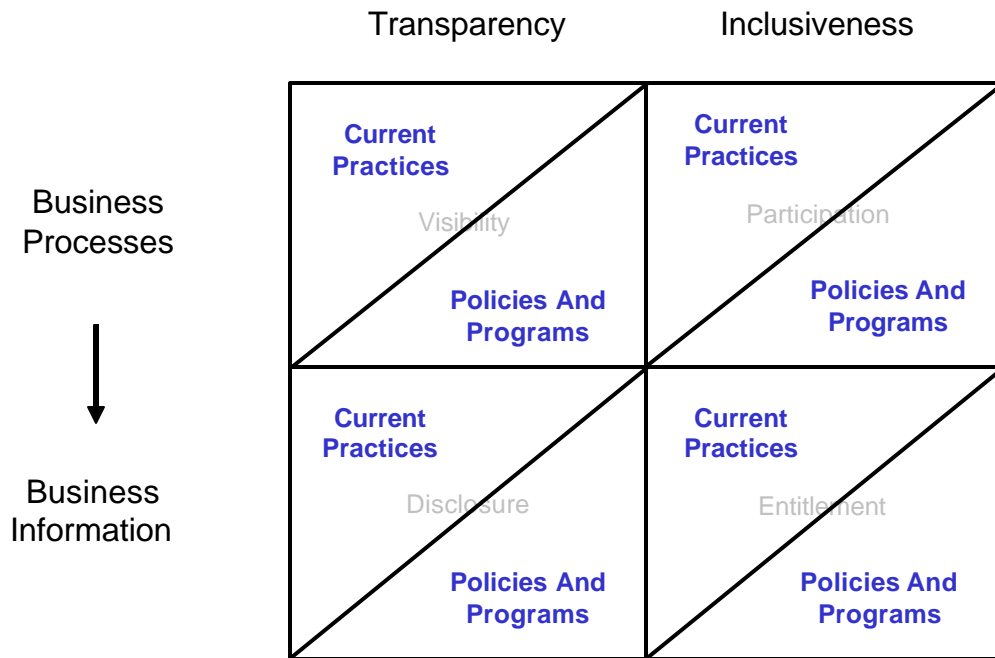 Transparency
Inclusiveness
Business
Processes
Current
Practices
Visibility
Policies And
Programs
Current
Practices
Participation
Policies And
Programs
Business
Information
Current
Practices
Disclosure
Policies And
Programs
Current
Practices
Entitlement
Policies And
Programs